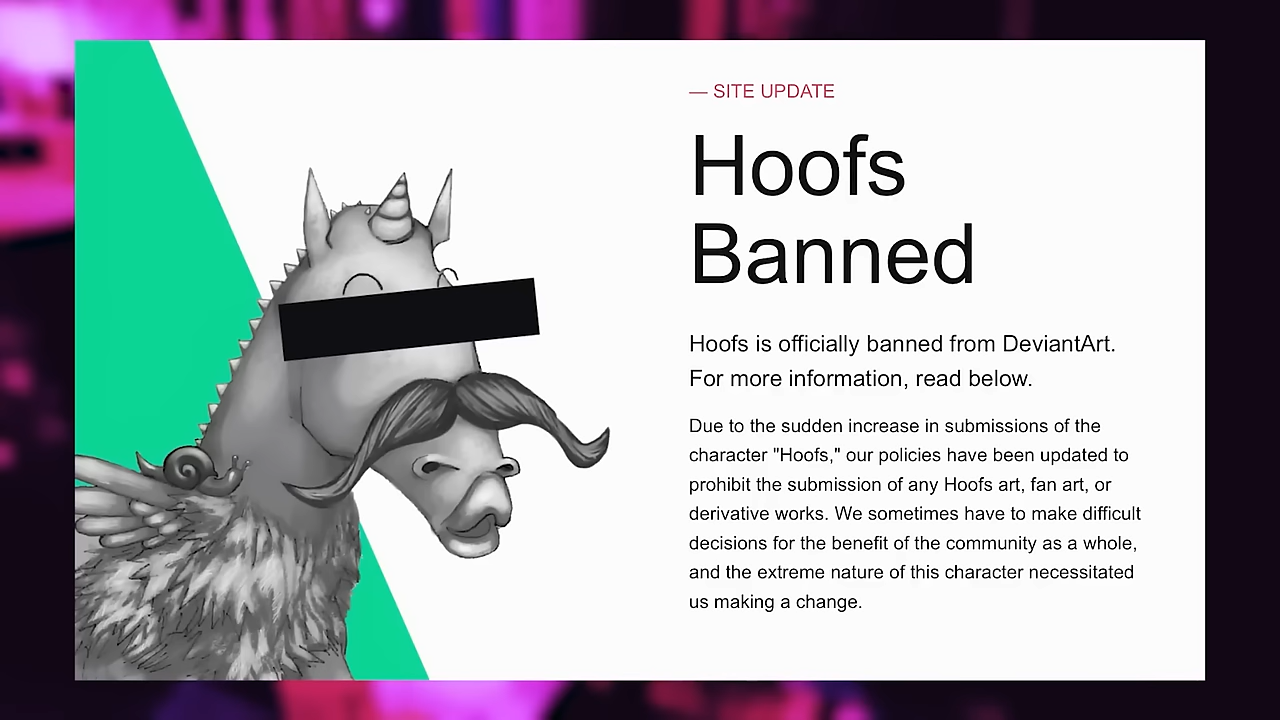 — SITE UPDATE
Hoofs
Banned
Hoofs is officially banned from DeviantArt.
For more information, read below.
Due to the sudden increase in submissions of the
character "Hoofs," our policies have been updated to
prohibit the submission of any Hoofs art, fan art, or
derivative works. We sometimes have to make difficult
decisions for the benefit of the community as a whole,
and the extreme nature of this character necessitated
us making a change.